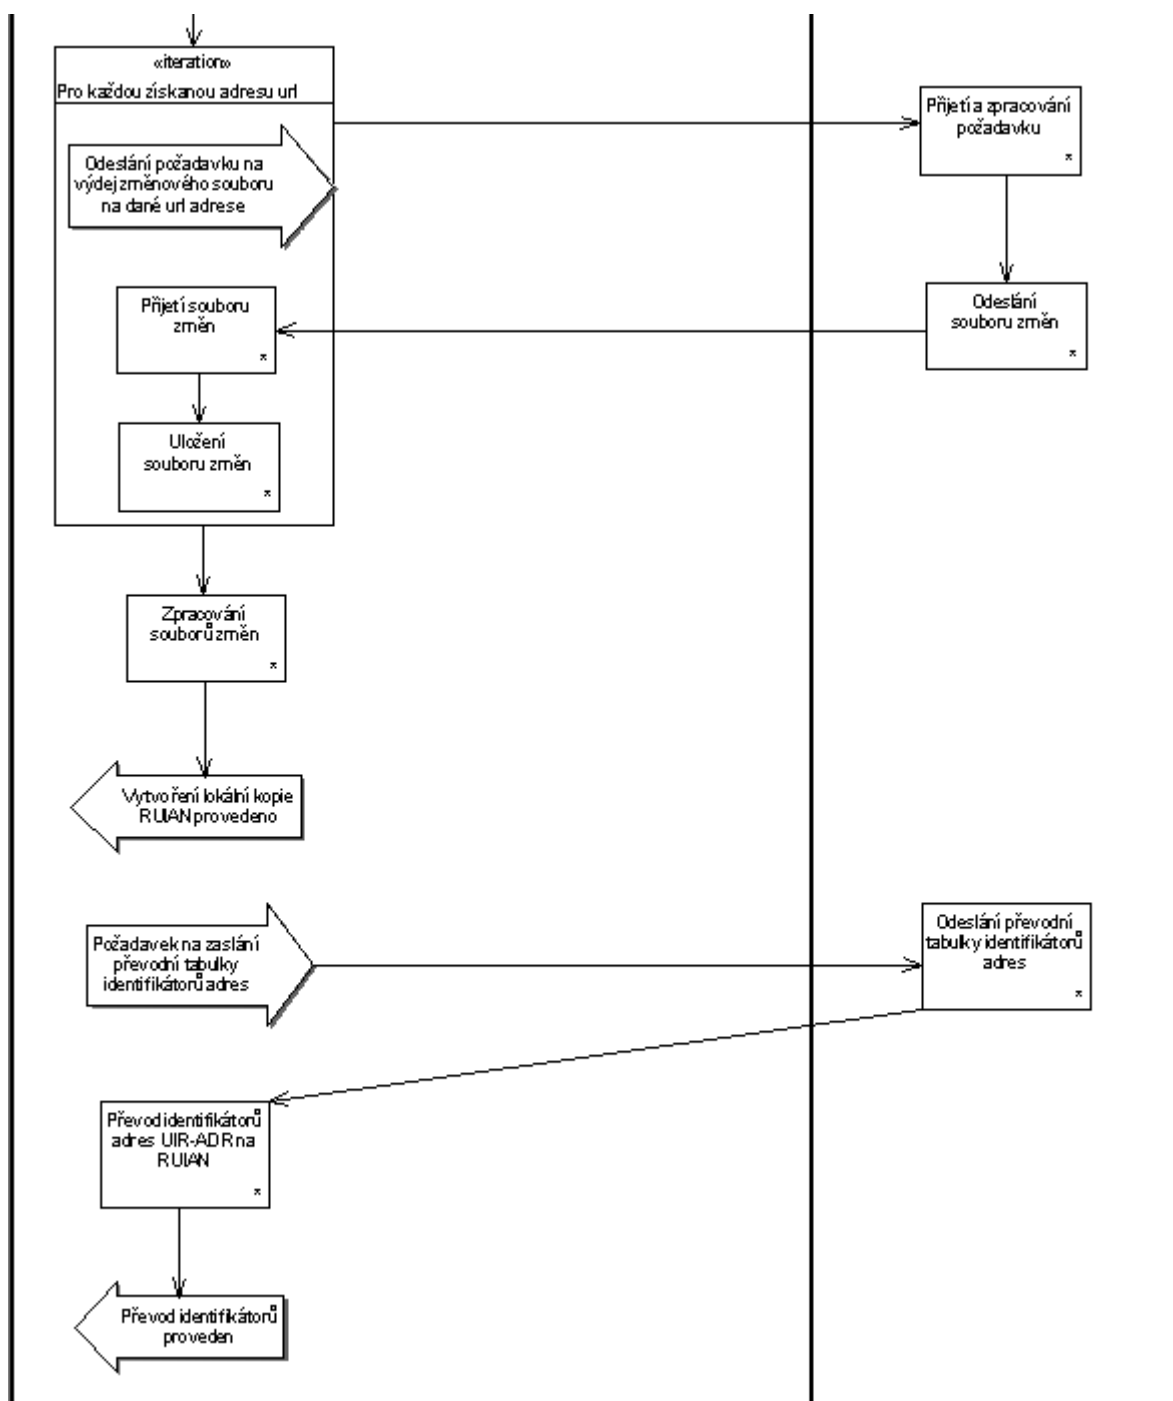 «iteration»
Pro každou získanou adresu url
Odeslání požadavku na
výdej změnového souboru
na dané url adrese
Přijetí a zpracování
požadavku
*
Přijetí souboru
změn
*
Odeslání
souboru změn
*
Uložení
souboru změn
*
Zpracování
souborů změn
*
Vytvoření lokální kopie
RUIAN provedeno
Požadavek na zaslání
převodní tabulky
identifikátorů adres
Odeslání převodní
tabulky identifikátorů
adres
*
Převod identifikátorů
adres UIR-ADR na
RUIAN
*
Převod identifikátorů
proveden